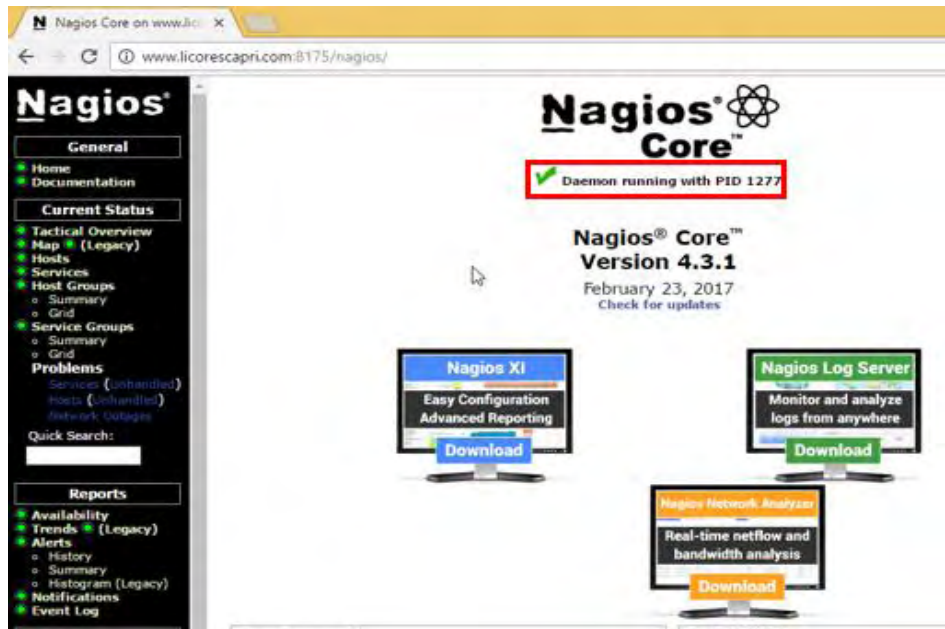 Nagios Core on www.lico
www.licorescapri.com:8175/nagios/
Nagios®
General
Home
Documentation
Current Status
Tactical Overview
Map (Legacy)
Hosts
Services
Host Groups
Summary
Grid
Service Groups
Summary
Grid
Problems
Services (Unhandled)
Hosts (Unhandled)
Network Outages
Quick Search:
Reports
Availability
Trends (Legacy)
Alerts
History
Summary
Histogram (Legacy)
Notifications
Event Log
Nagios®
Core™
Daemon running with PID 1277
Nagios® Core™
Version 4.3.1
February 23, 2017
Check for updates
Nagios XI
Easy Configuration
Advanced Reporting
Download
Nagios Log Server
Monitor and analyze
logs from anywhere
Download
Nagios Network Analyzer
Real-time netflow and
bandwidth analysis
Download